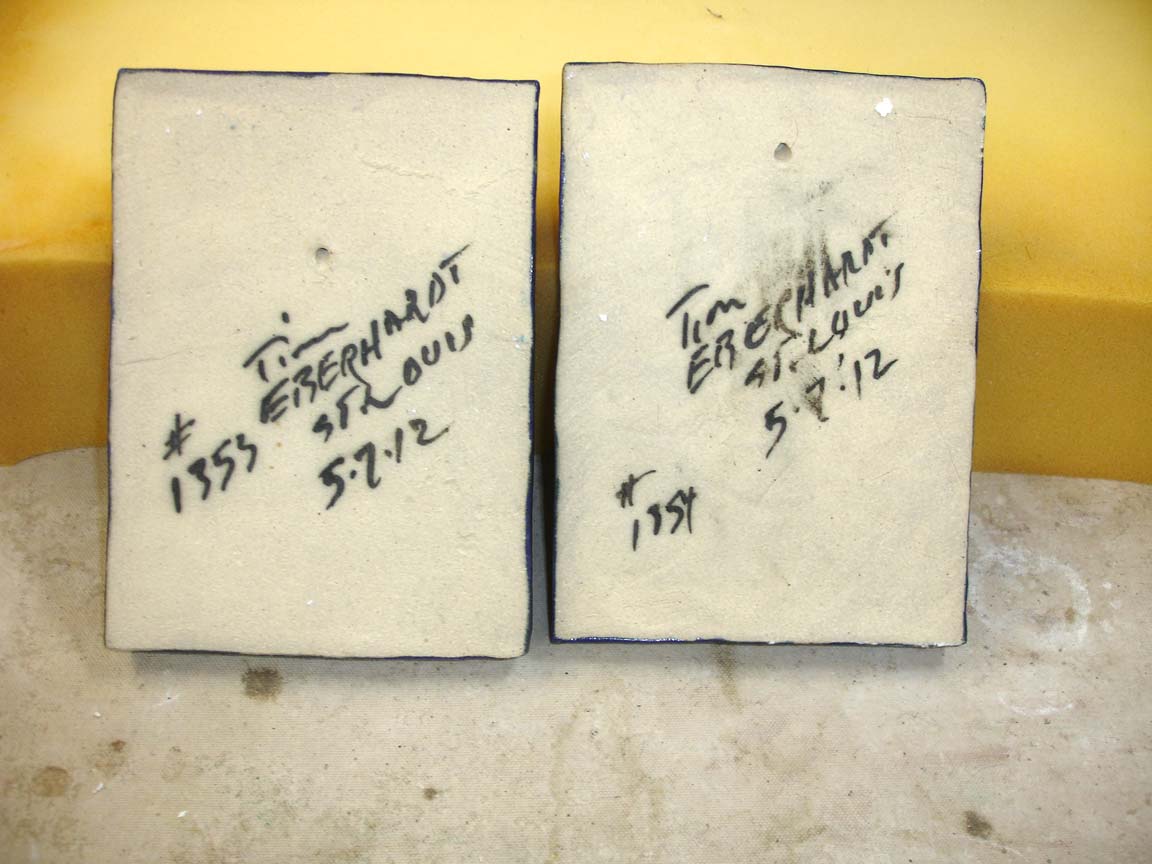 Tim
EBERHARDT
ST LOUIS
5.7.12
#
1353
Tim
EBERHARDT
ST. LOUIS
5.7.12
#
1354